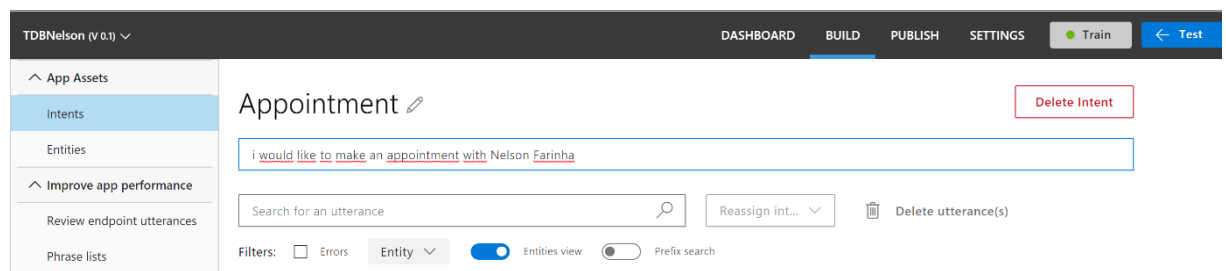 TDBNelson (V 0.1)
DASHBOARD BUILD PUBLISH SETTINGS Train Test
App Assets
Intents
Entities
Improve app performance
Review endpoint utterances
Phrase lists
Appointment
Delete Intent
i would like to make an appointment with Nelson Farinha
Search for an utterance
Reassign int...
Delete utterance(s)
Filters: Errors Entity Entities view Prefix search